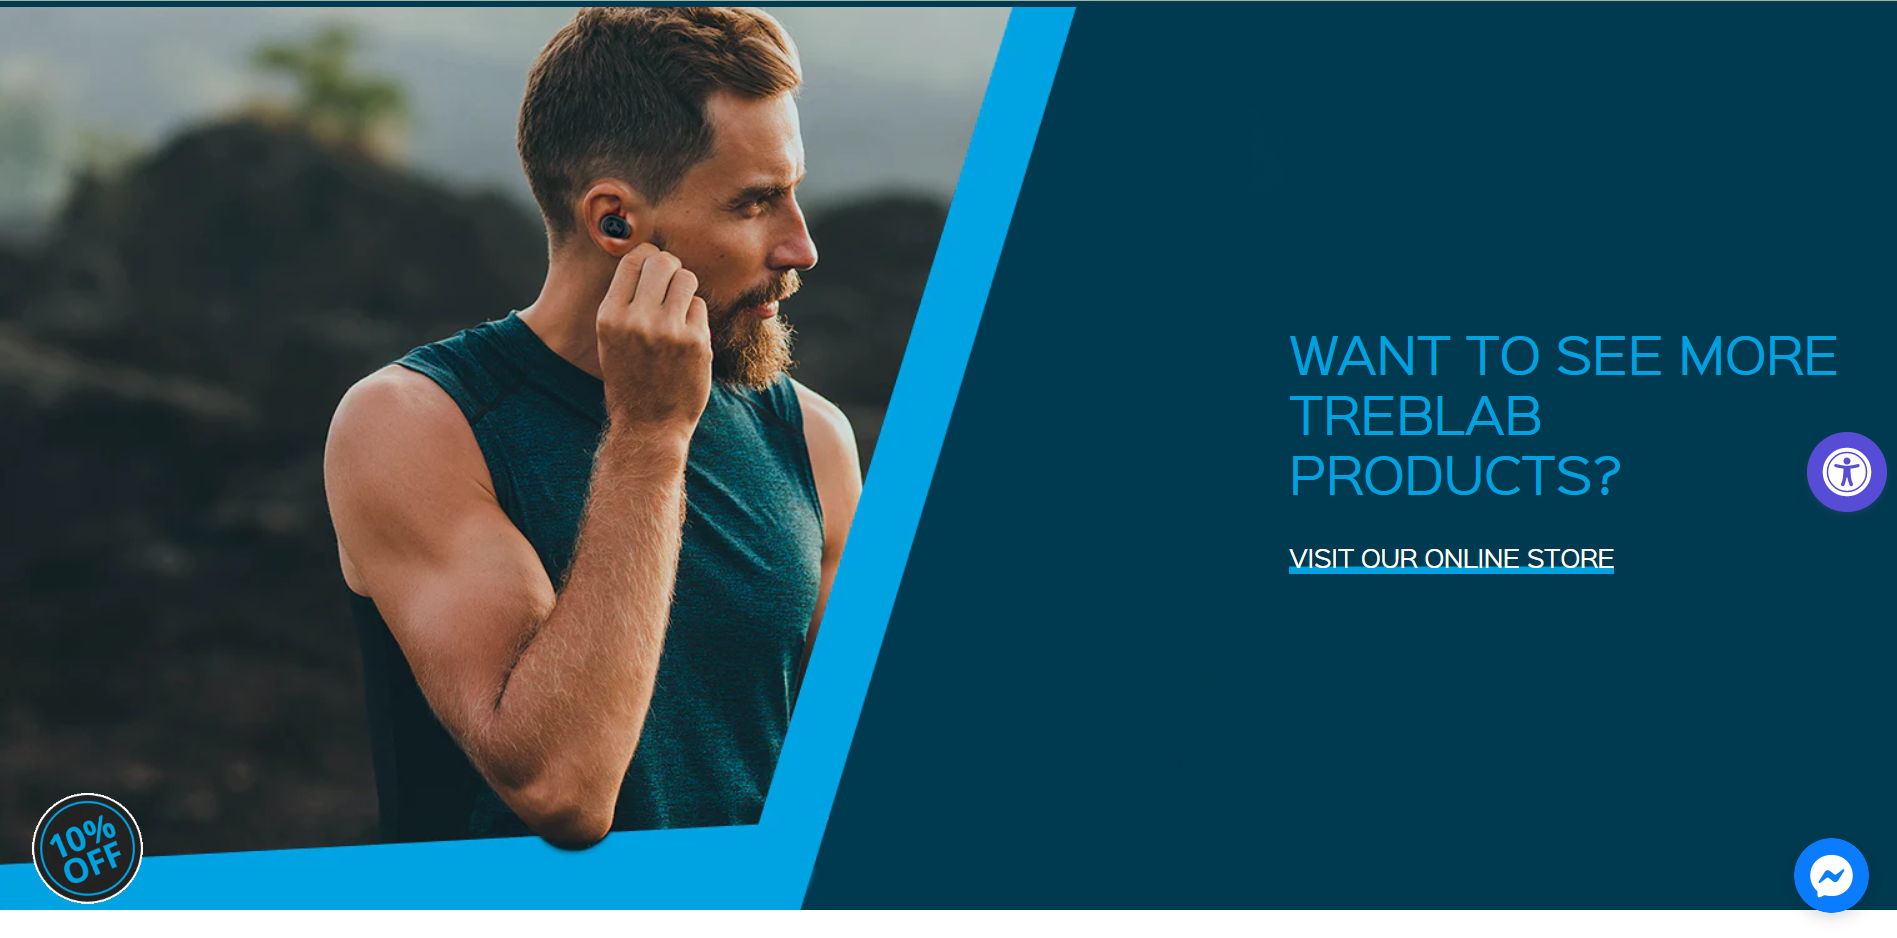 WANT TO SEE MORE
TREBLAB
PRODUCTS?
VISIT OUR ONLINE STORE
10%
OFF